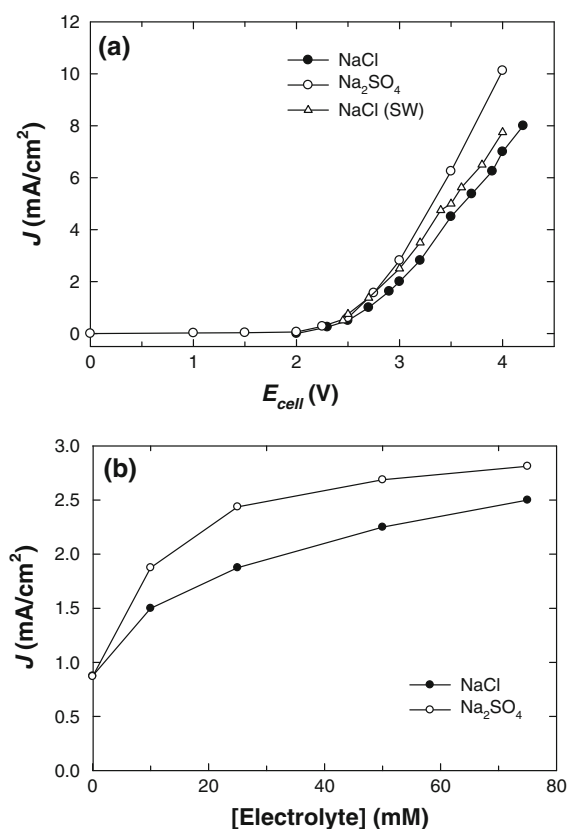 (a)
NaCl
Na₂SO₄
NaCl (SW)
J (mA/cm²)
12
10
8
6
4
2
0
0 1 2 3 4
E_cell (V)
(b)
J (mA/cm²)
3.0
2.5
2.0
1.5
1.0
0.5
0.0
NaCl
Na₂SO₄
0 20 40 60 80
[Electrolyte] (mM)